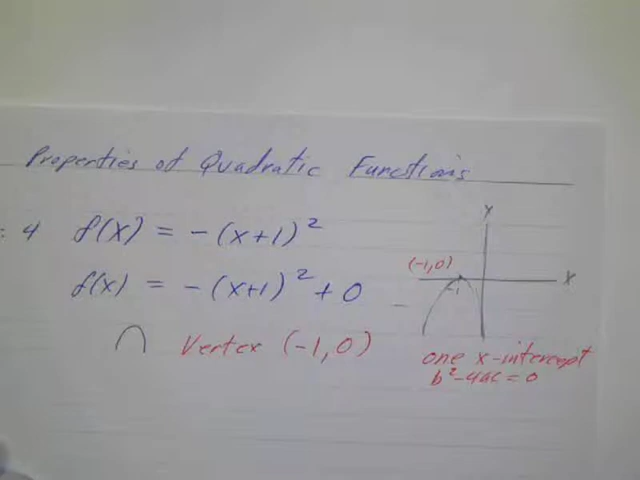 Properties of Quadratic Functions
: 4 f(x) = -(x+1)²
f(x) = -(x+1)² + 0
Vertex (-1,0)
Y
X
(-1,0)
-1
one x-intercept
b²-4ac = 0